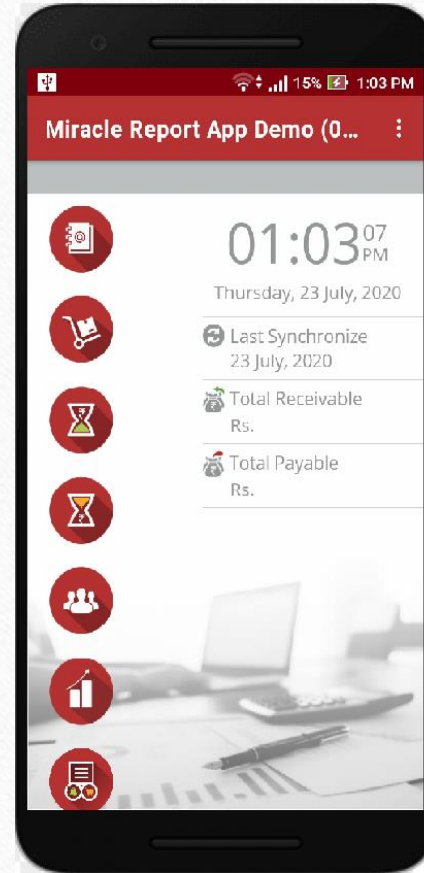 15% 1:03 PM
Miracle Report App Demo (0...
01:03 07 PM
Thursday, 23 July, 2020
Last Synchronize
23 July, 2020
Total Receivable
Rs.
Total Payable
Rs.